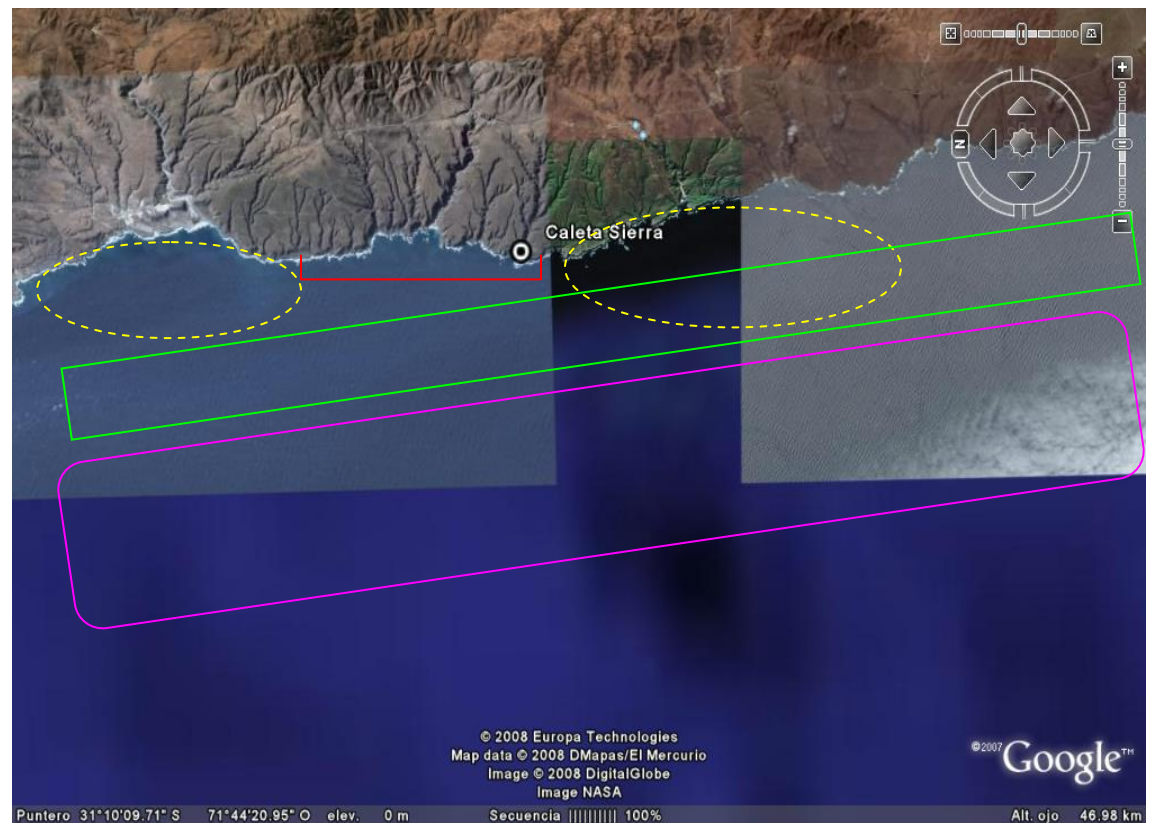 N
Caleta Sierra
© 2008 Europa Technologies
Map data © 2008 DMapas/El Mercurio
Image © 2008 DigitalGlobe
Image NASA
©2007 Google™
Puntero 31°10'09.71" S 71°44'20.95" O elev. 0 m Secuencia |||||||||| 100% Alt. ojo 46.98 km